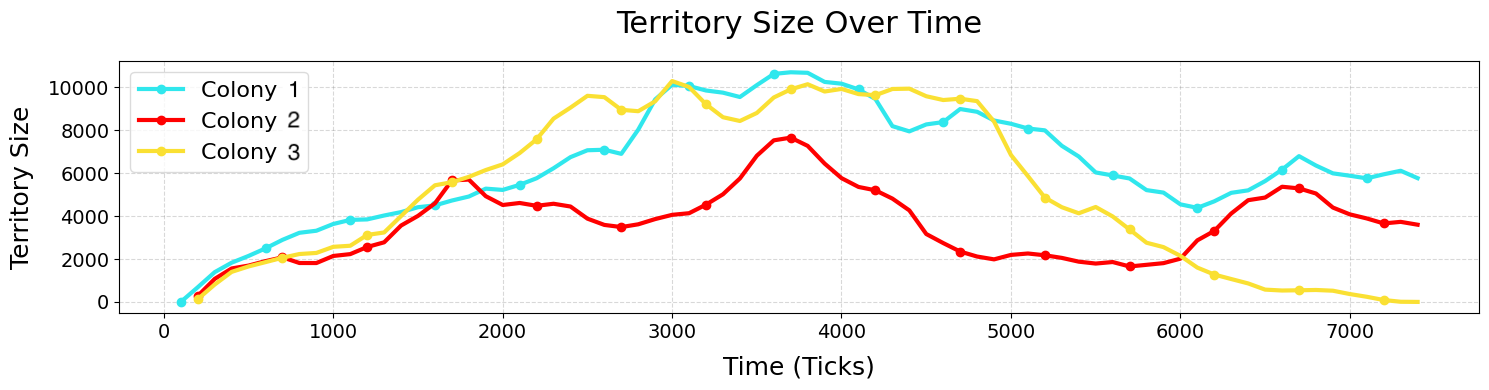 Territory Size Over Time
Territory Size
10000
8000
6000
4000
2000
0
Colony 1
Colony 2
Colony 3
0 1000 2000 3000 4000 5000 6000 7000
Time (Ticks)